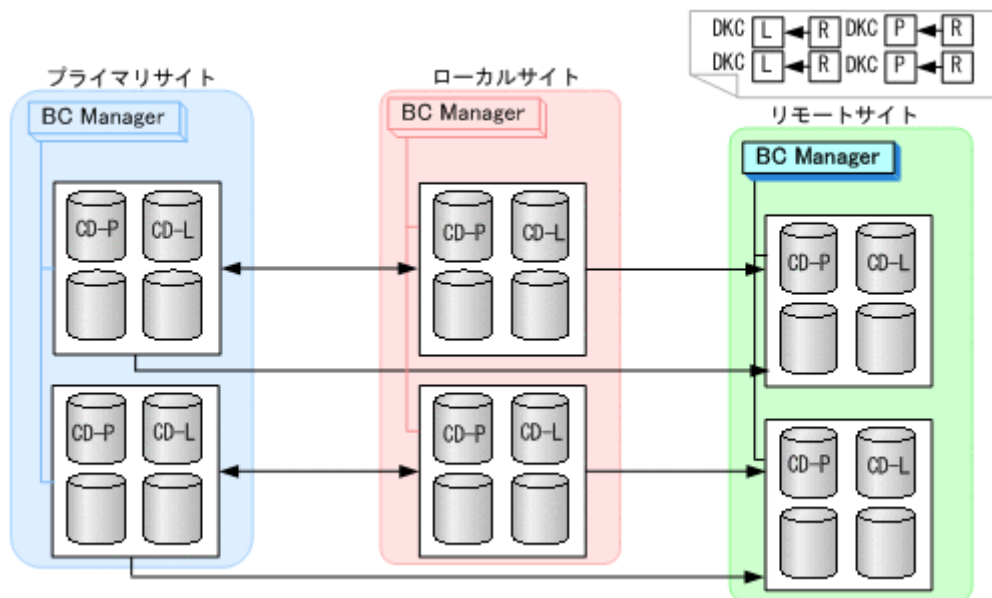 DKC L R DKC P R
DKC L R DKC P R
プライマリサイト
ローカルサイト
リモートサイト
BC Manager
BC Manager
BC Manager
CD-P CD-L
CD-P CD-L
CD-P CD-L
CD-P CD-L
CD-P CD-L
CD-P CD-L